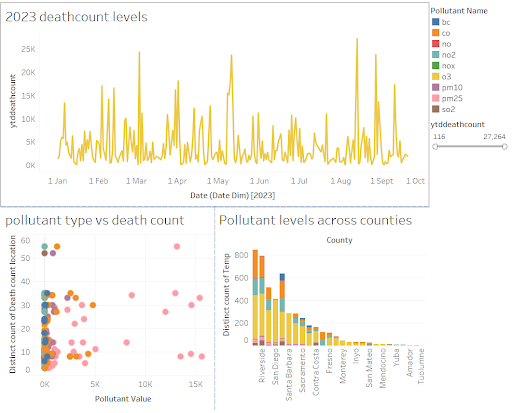 2023 deathcount levels
ytddeathcount
25K
20K
15K
10K
5K
0K
1 Jan 1 Feb 1 Mar 1 Apr 1 May 1 Jun 1 Jul 1 Aug 1 Sept 1 Oct
Date (Date Dim) [2023]
Pollutant Name
bc
co
no
no2
nox
o3
pm10
pm25
so2
ytddeathcount
116 27,264
pollutant type vs death count
Distinct count of Death count location
60
50
40
30
20
10
0
0K 5K 10K 15K
Pollutant Value
Pollutant levels across counties
County
Distinct count of Temp
800
600
400
200
0
Riverside
San Diego
Santa Barbara
Sacramento
Contra Costa
Fresno
Monterey
Inyo
San Mateo
Mendocino
Yuba
Amador
Tuolumne